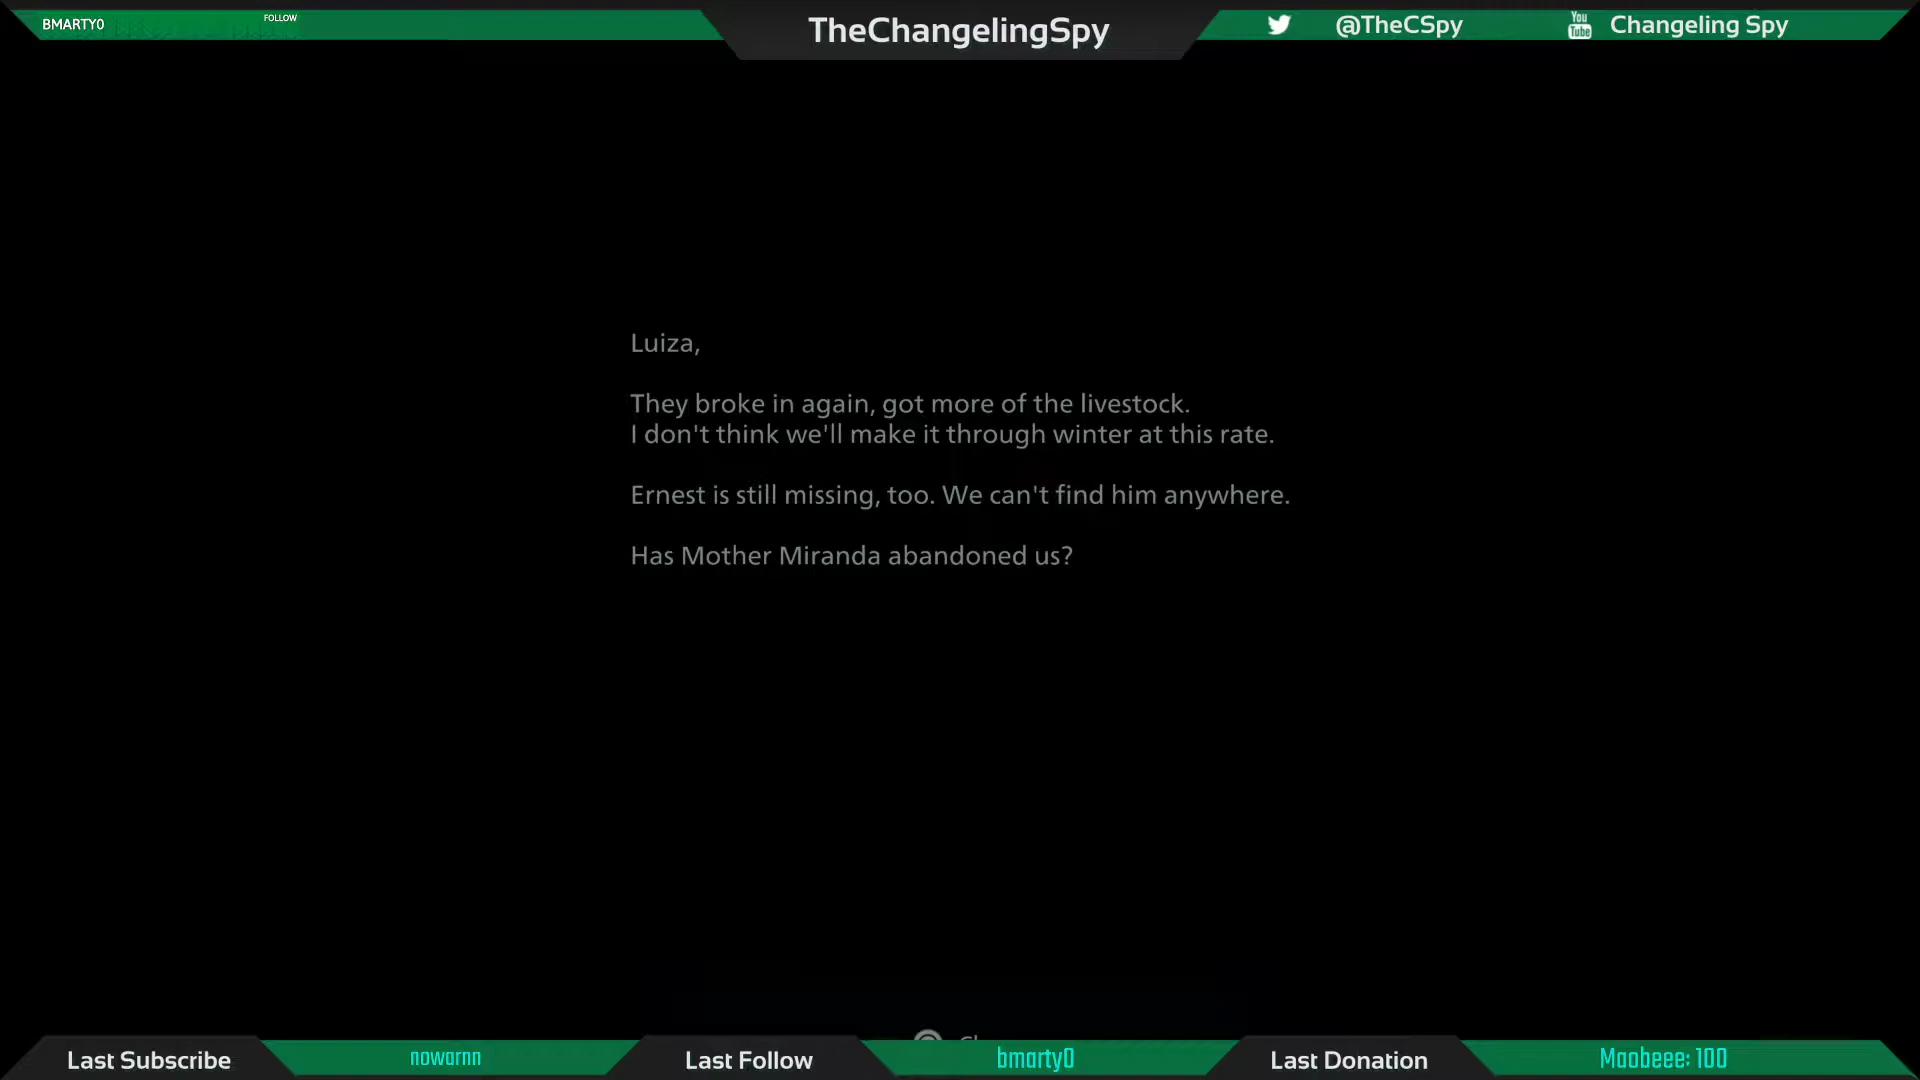 BMARTY0
FOLLOW
TheChangelingSpy
@TheCSpy
You Tube
Changeling Spy
Luiza,
They broke in again, got more of the livestock.
I don't think we'll make it through winter at this rate.
Ernest is still missing, too. We can't find him anywhere.
Has Mother Miranda abandoned us?
Last Subscribe
nowarnn
Last Follow
bmarty0
Last Donation
Maobeee: 100